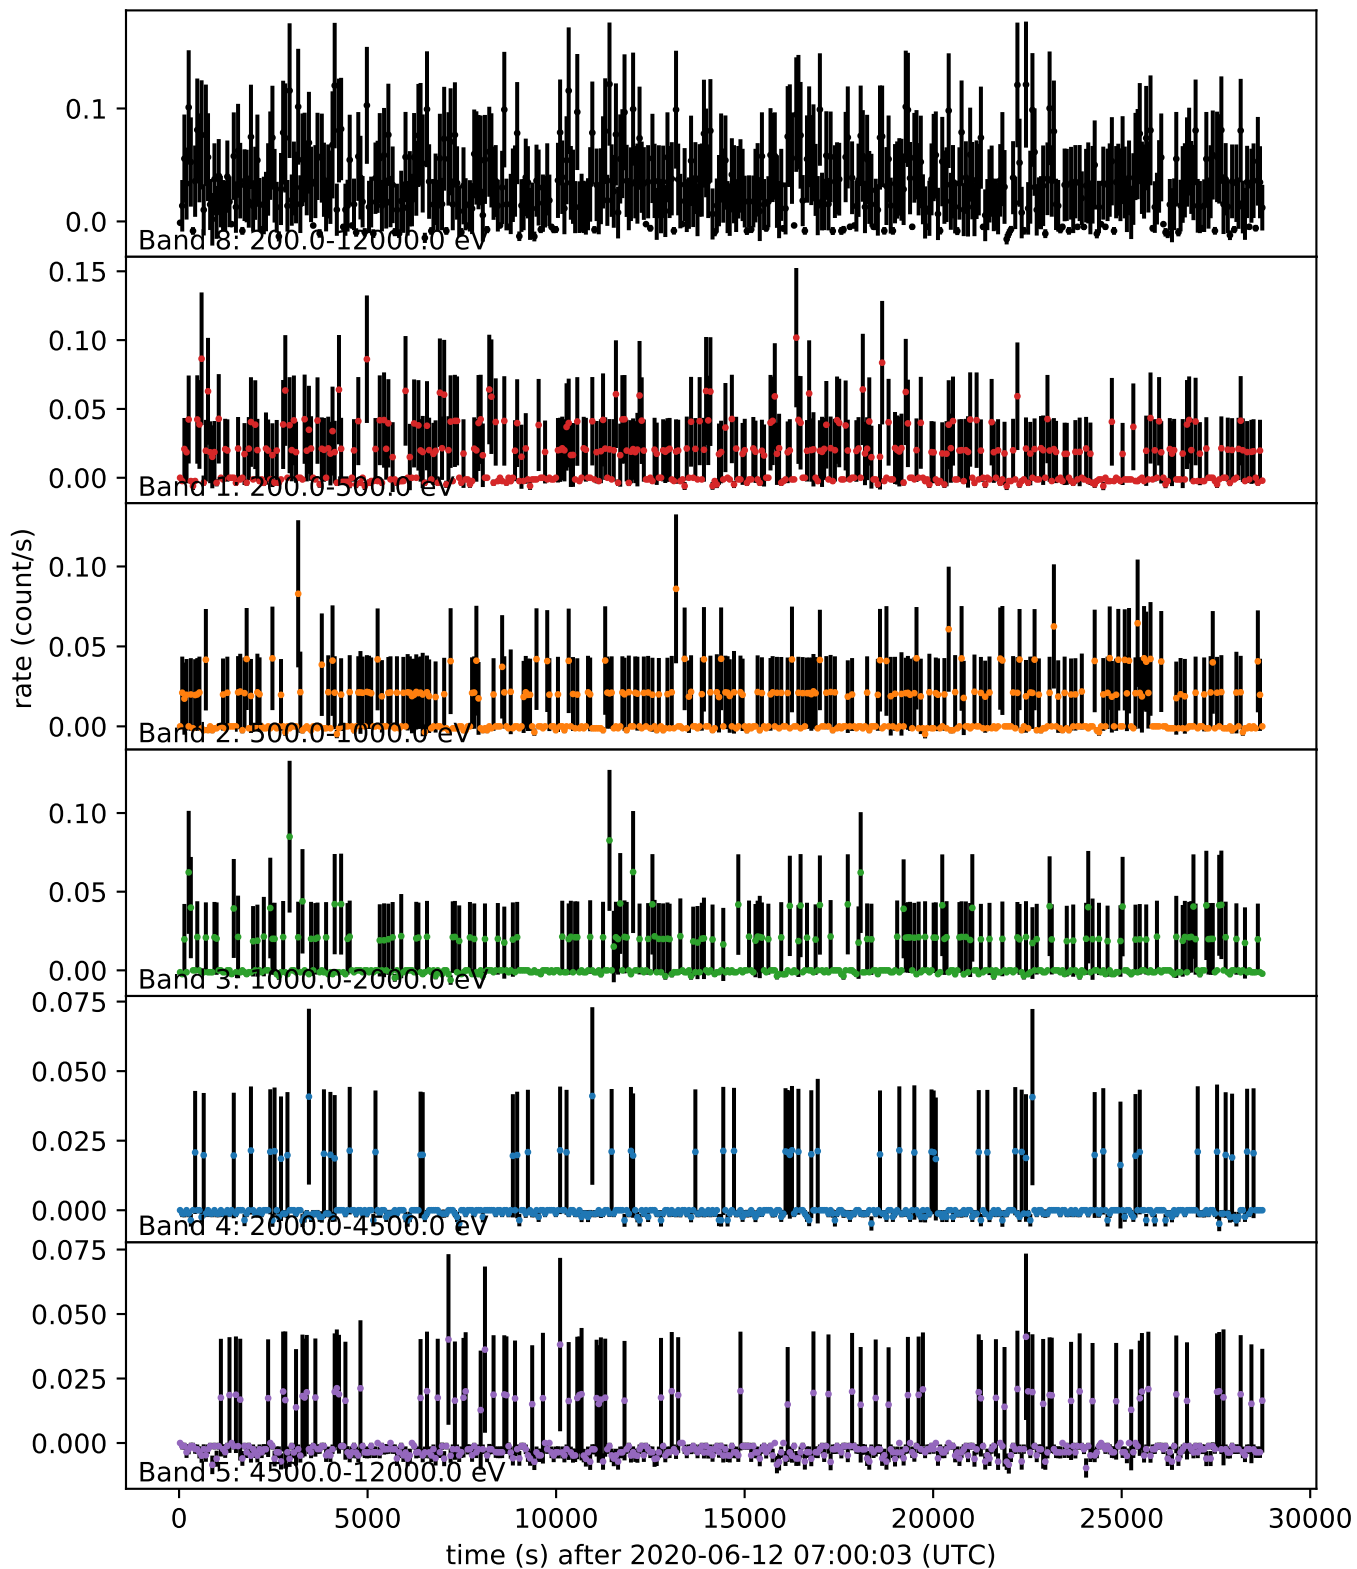 0.1
0.0
Band 8: 200.0-12000.0 eV
0.15
0.10
0.05
0.00
Band 1: 200.0-500.0 eV
rate (count/s)
0.10
0.05
0.00
Band 2: 500.0-1000.0 eV
0.10
0.05
0.00
Band 3: 1000.0-2000.0 eV
0.075
0.050
0.025
0.000
Band 4: 2000.0-4500.0 eV
0.075
0.050
0.025
0.000
Band 5: 4500.0-12000.0 eV
0 5000 10000 15000 20000 25000 30000
time (s) after 2020-06-12 07:00:03 (UTC)